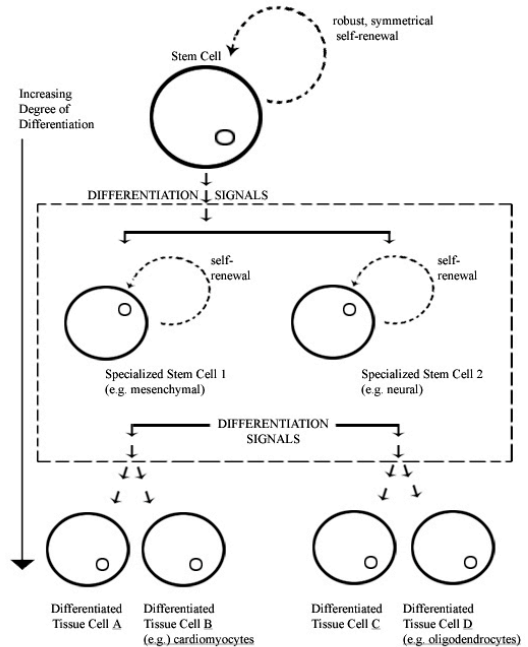 robust, symmetrical
self-renewal
Stem Cell
Increasing
Degree of
Differentiation
DIFFERENTIATION SIGNALS
self-
renewal
self-
renewal
Specialized Stem Cell 1
(e.g. mesenchymal)
Specialized Stem Cell 2
(e.g. neural)
DIFFERENTIATION
SIGNALS
Differentiated
Tissue Cell A
Differentiated
Tissue Cell B
(e.g.) cardiomyocytes
Differentiated
Tissue Cell C
Differentiated
Tissue Cell D
(e.g. oligodendrocytes)